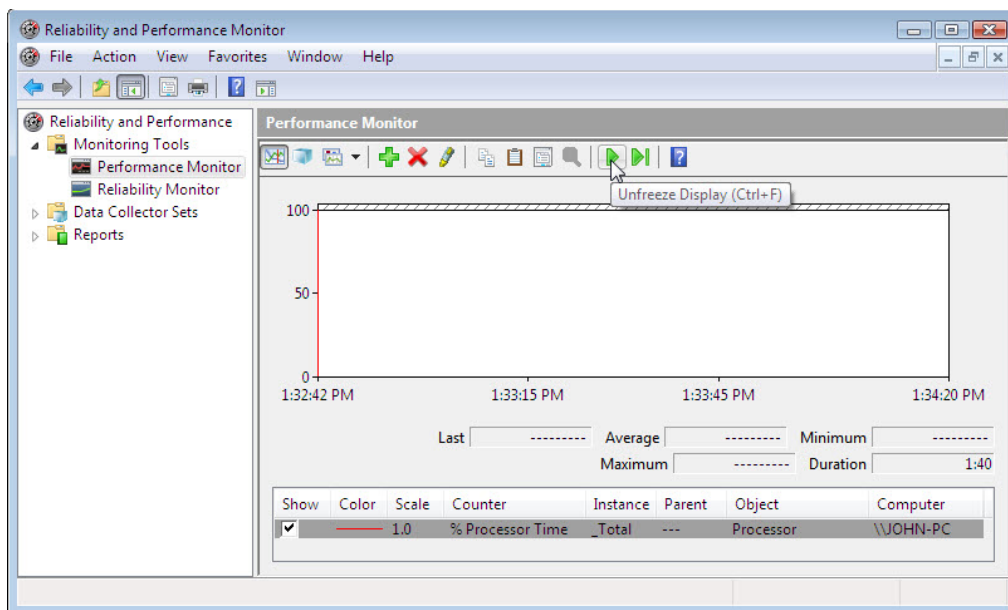 Reliability and Performance Monitor
File Action View Favorites Window Help
Reliability and Performance
Monitoring Tools
Performance Monitor
Reliability Monitor
Data Collector Sets
Reports
Performance Monitor
Unfreeze Display (Ctrl+F)
100
50
0
1:32:42 PM 1:33:15 PM 1:33:45 PM 1:34:20 PM
Last --------- Average --------- Minimum ---------
Maximum --------- Duration 1:40
Show Color Scale Counter Instance Parent Object Computer
1.0 % Processor Time _Total --- Processor \\JOHN-PC